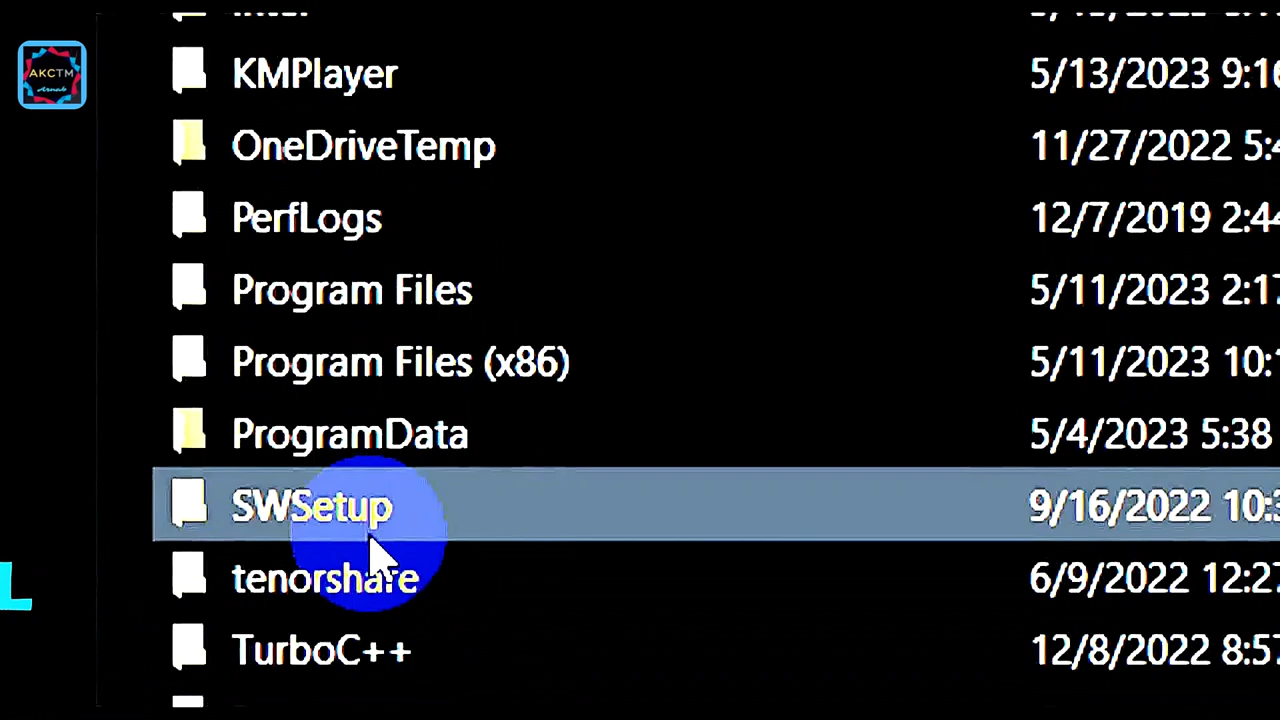 AKCTM
KMPlayer 5/13/2023
OneDriveTemp 11/27/2022
PerfLogs 12/7/2019
Program Files 5/11/2023
Program Files (x86) 5/11/2023
ProgramData 5/4/2023 5:38
SWSetup 9/16/2022
tenorshare 6/9/2022
TurboC++ 12/8/2022
L